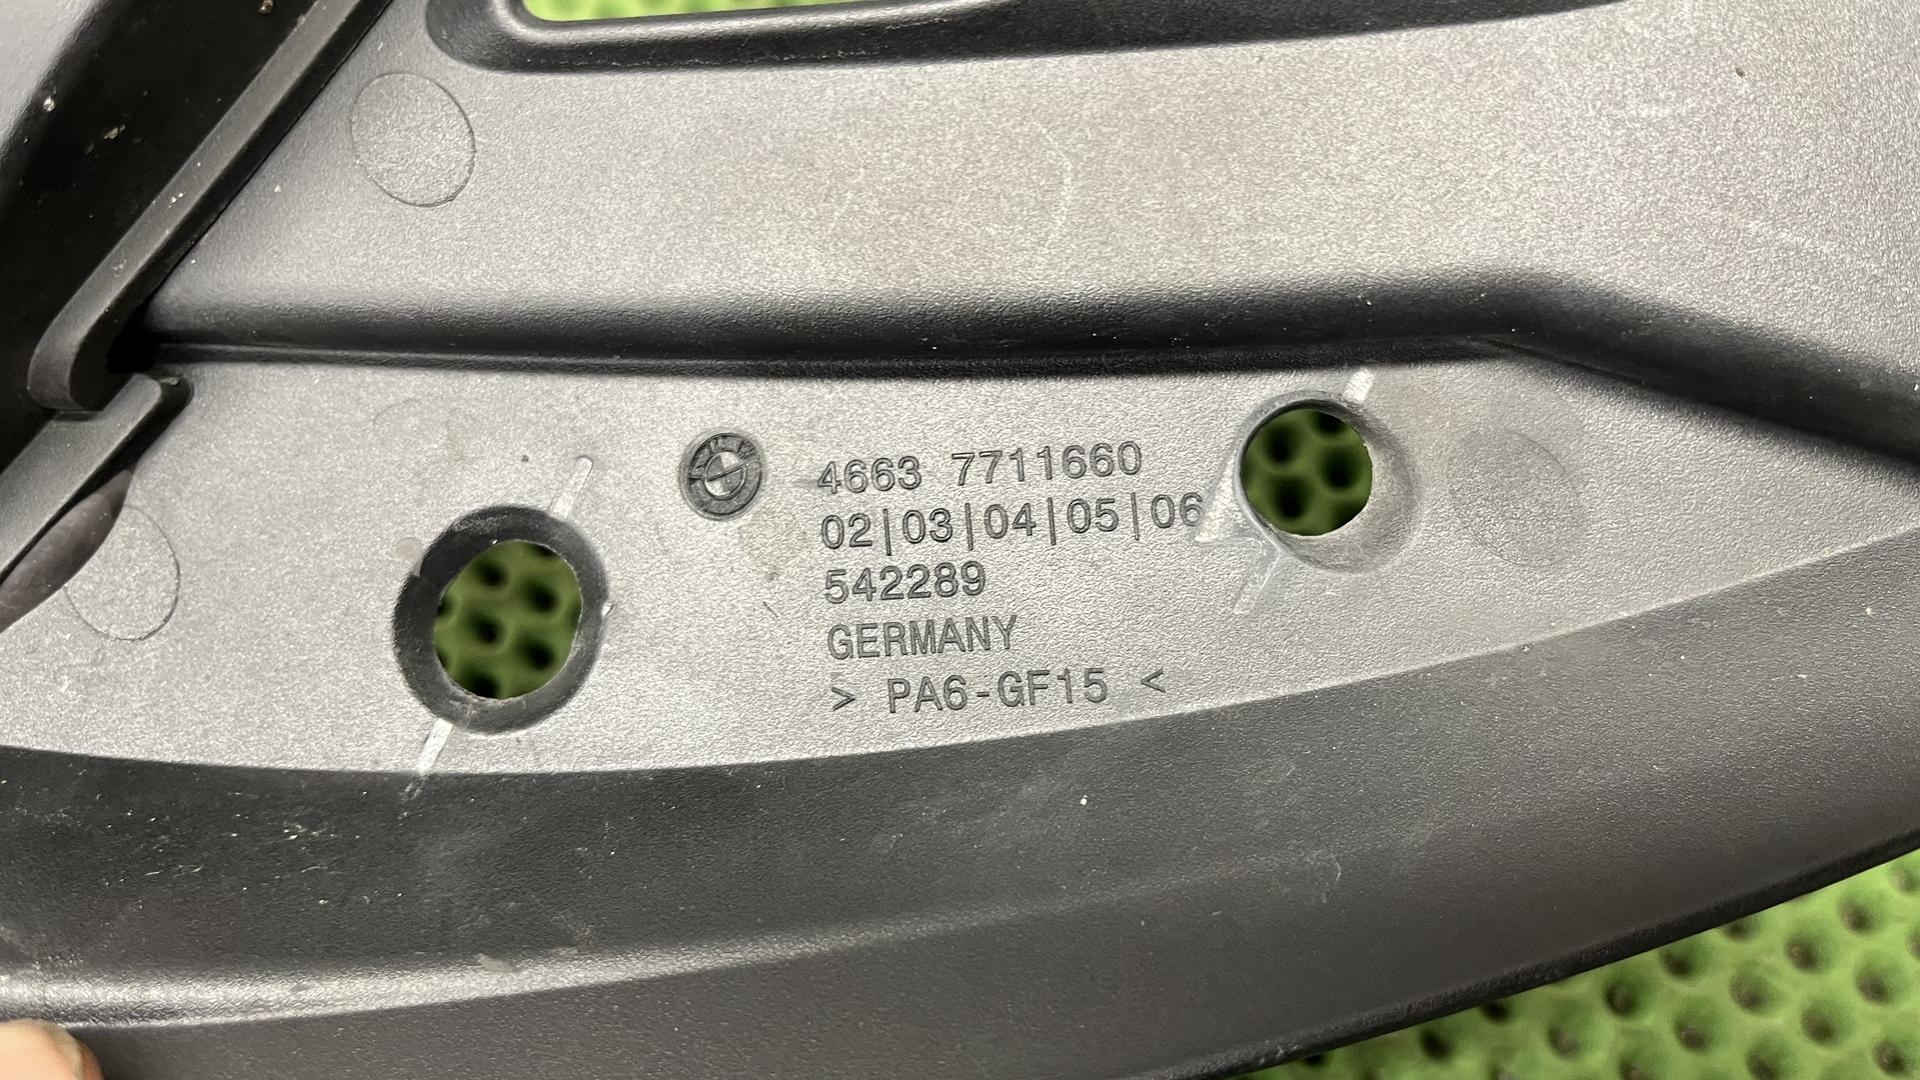 4663 7711660
02|03|04|05|06
542289
GERMANY
> PA6-GF15 <